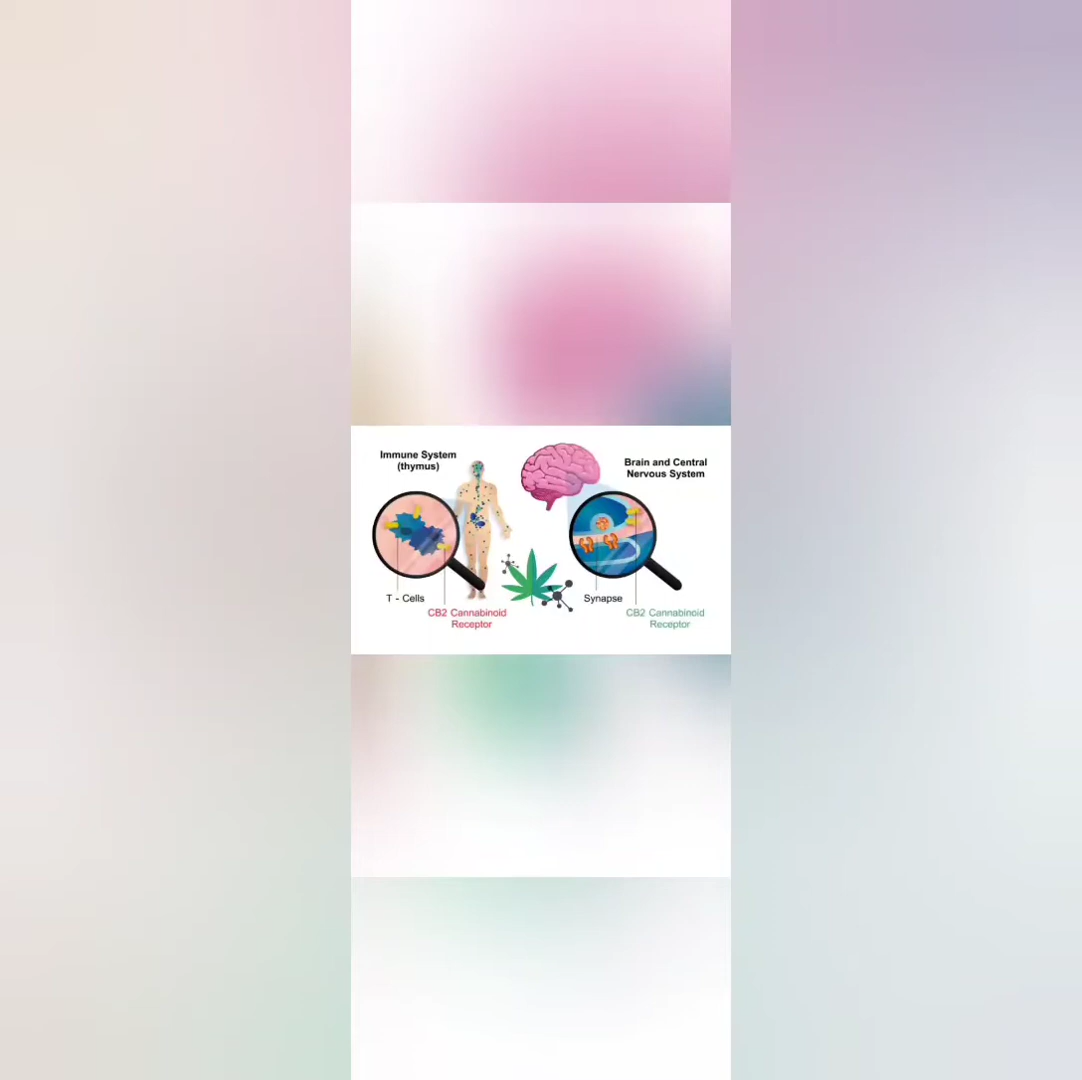 Immune System
(thymus)
Brain and Central
Nervous System
T - Cells
CB2 Cannabinoid
Receptor
Synapse
CB2 Cannabinoid
Receptor